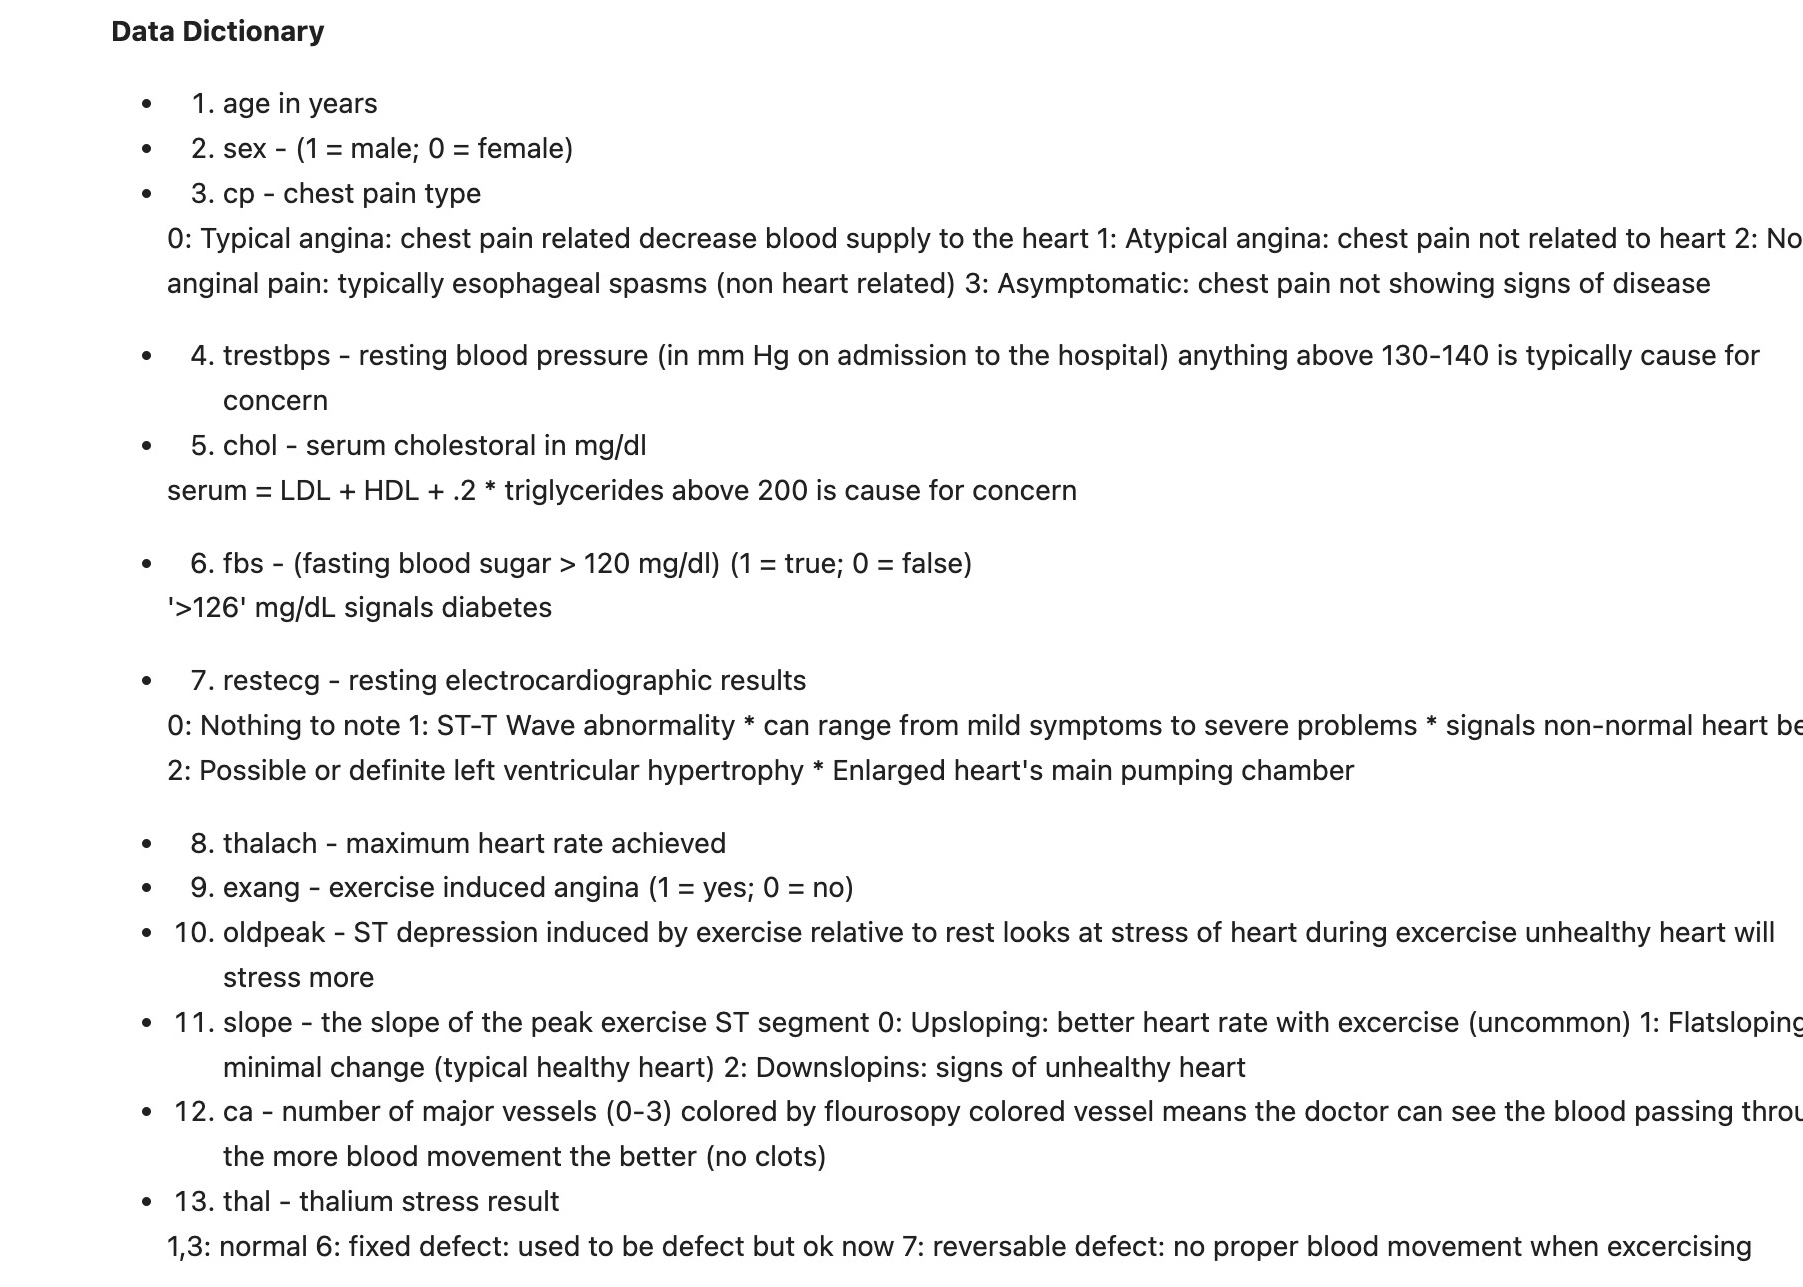 Data Dictionary
• 1. age in years
• 2. sex - (1 = male; 0 = female)
• 3. cp - chest pain type
0: Typical angina: chest pain related decrease blood supply to the heart 1: Atypical angina: chest pain not related to heart 2: No
anginal pain: typically esophageal spasms (non heart related) 3: Asymptomatic: chest pain not showing signs of disease
• 4. trestbps - resting blood pressure (in mm Hg on admission to the hospital) anything above 130-140 is typically cause for
concern
• 5. chol - serum cholestoral in mg/dl
serum = LDL + HDL + .2 * triglycerides above 200 is cause for concern
• 6. fbs - (fasting blood sugar > 120 mg/dl) (1 = true; 0 = false)
'>126' mg/dL signals diabetes
• 7. restecg - resting electrocardiographic results
0: Nothing to note 1: ST-T Wave abnormality * can range from mild symptoms to severe problems * signals non-normal heart be
2: Possible or definite left ventricular hypertrophy * Enlarged heart's main pumping chamber
• 8. thalach - maximum heart rate achieved
• 9. exang - exercise induced angina (1 = yes; 0 = no)
• 10. oldpeak - ST depression induced by exercise relative to rest looks at stress of heart during excercise unhealthy heart will
stress more
• 11. slope - the slope of the peak exercise ST segment 0: Upsloping: better heart rate with excercise (uncommon) 1: Flatsloping
minimal change (typical healthy heart) 2: Downslopins: signs of unhealthy heart
• 12. ca - number of major vessels (0-3) colored by flourosopy colored vessel means the doctor can see the blood passing throu
the more blood movement the better (no clots)
• 13. thal - thalium stress result
1,3: normal 6: fixed defect: used to be defect but ok now 7: reversable defect: no proper blood movement when excercising